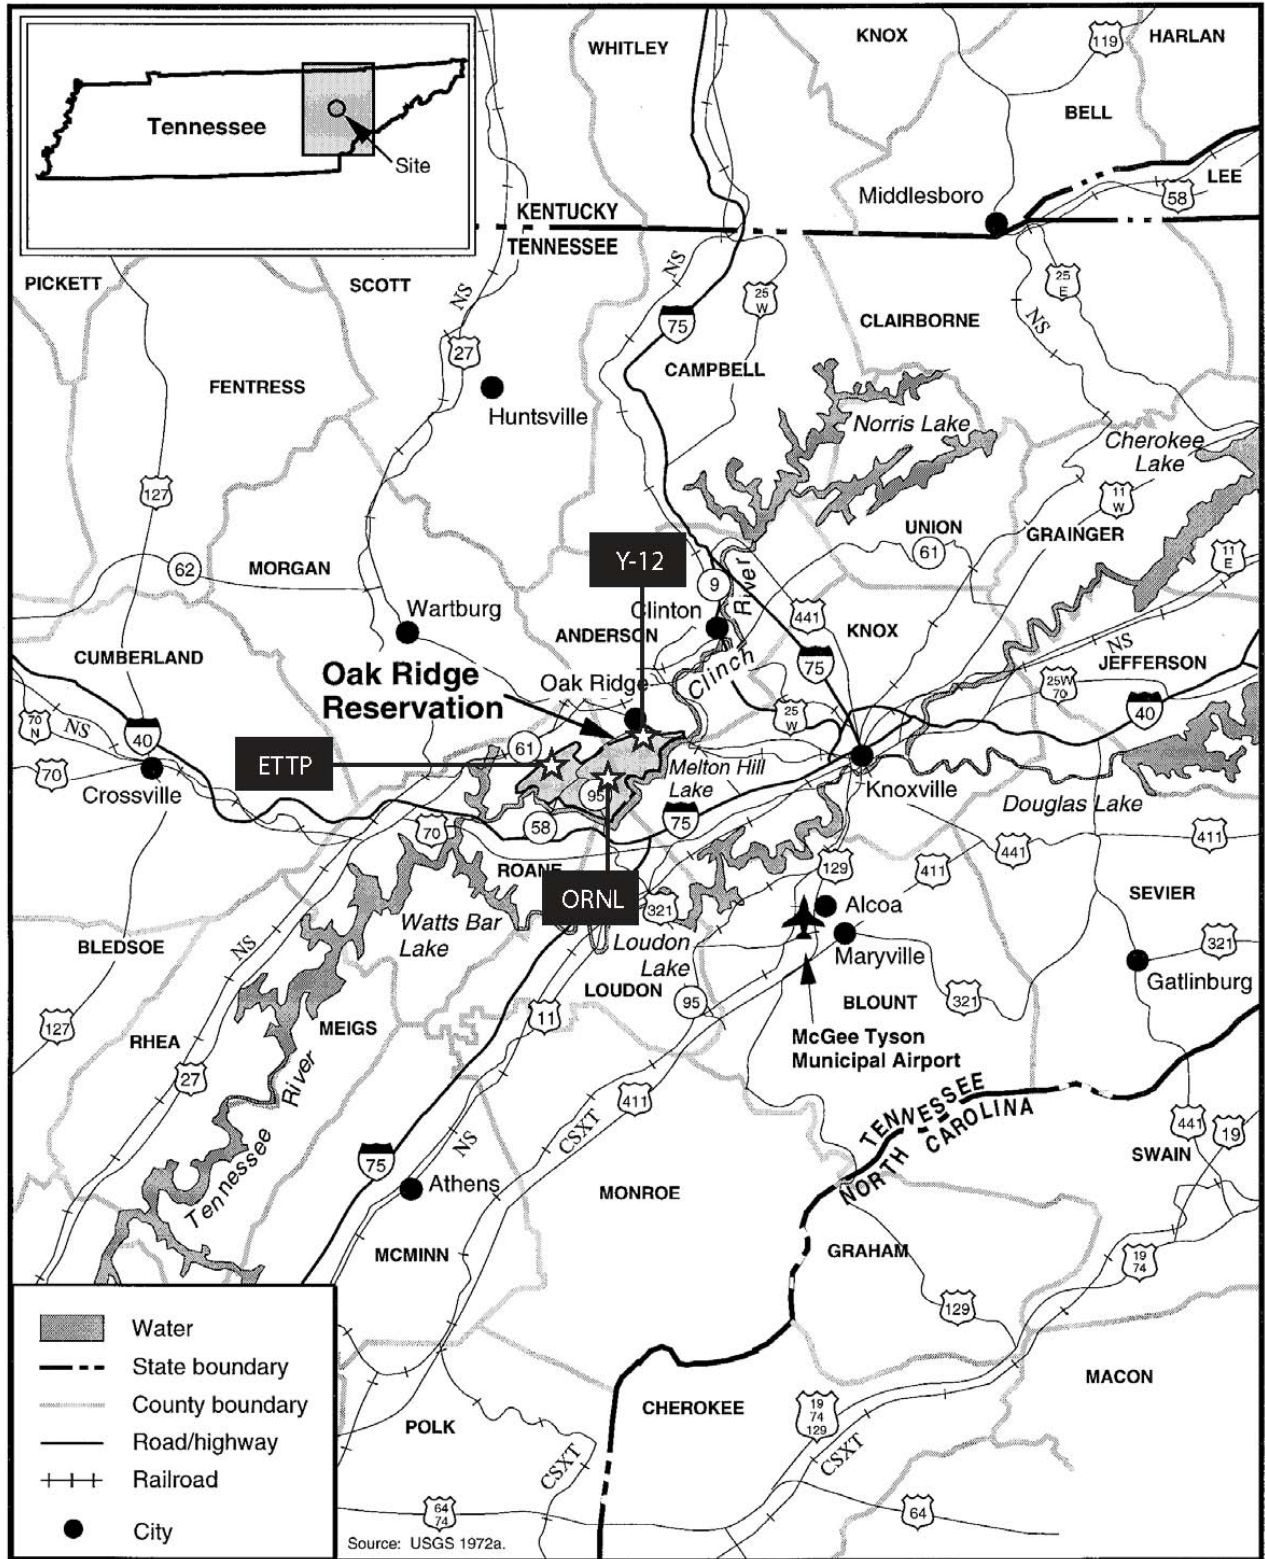 WHITLEY
KNOX
119
HARLAN
BELL
Tennessee
Site
LEE
58
Middlesboro
KENTUCKY
TENNESSEE
PICKETT
SCOTT
NS
NS
25
W
25
E
NS
75
CLAIRBORNE
27
CAMPBELL
FENTRESS
Huntsville
Norris Lake
Cherokee
Lake
127
11
W
UNION
61
GRAINGER
11
E
Y-12
62
MORGAN
9
River
Wartburg
Clinton
441
KNOX
ANDERSON
NS
CUMBERLAND
JEFFERSON
Oak Ridge
Reservation
Oak Ridge
Clinch
75
25W
70
70
N
NS
40
25
W
40
61
ETTP
70
Crossville
Melton Hill
Lake
Knoxville
95
Douglas Lake
70
58
75
411
441
129
411
ROANE
SEVIER
ORNL
321
Alcoa
Watts Bar
Lake
Loudon
Lake
Maryville
321
BLEDSOE
NS
Gatlinburg
LOUDON
95
BLOUNT
321
127
MEIGS
11
RHEA
McGee Tyson
Municipal Airport
27
River
411
TENNESSEE
NORTH CAROLINA
441
19
CSXT
NS
75
SWAIN
Tennessee
Athens
MONROE
MCMINN
GRAHAM
19
74
129
Water
State boundary
County boundary
Road/highway
Railroad
City
MACON
CHEROKEE
19
74
129
POLK
CSXT
CSXT
64
74
64
Source: USGS 1972a.